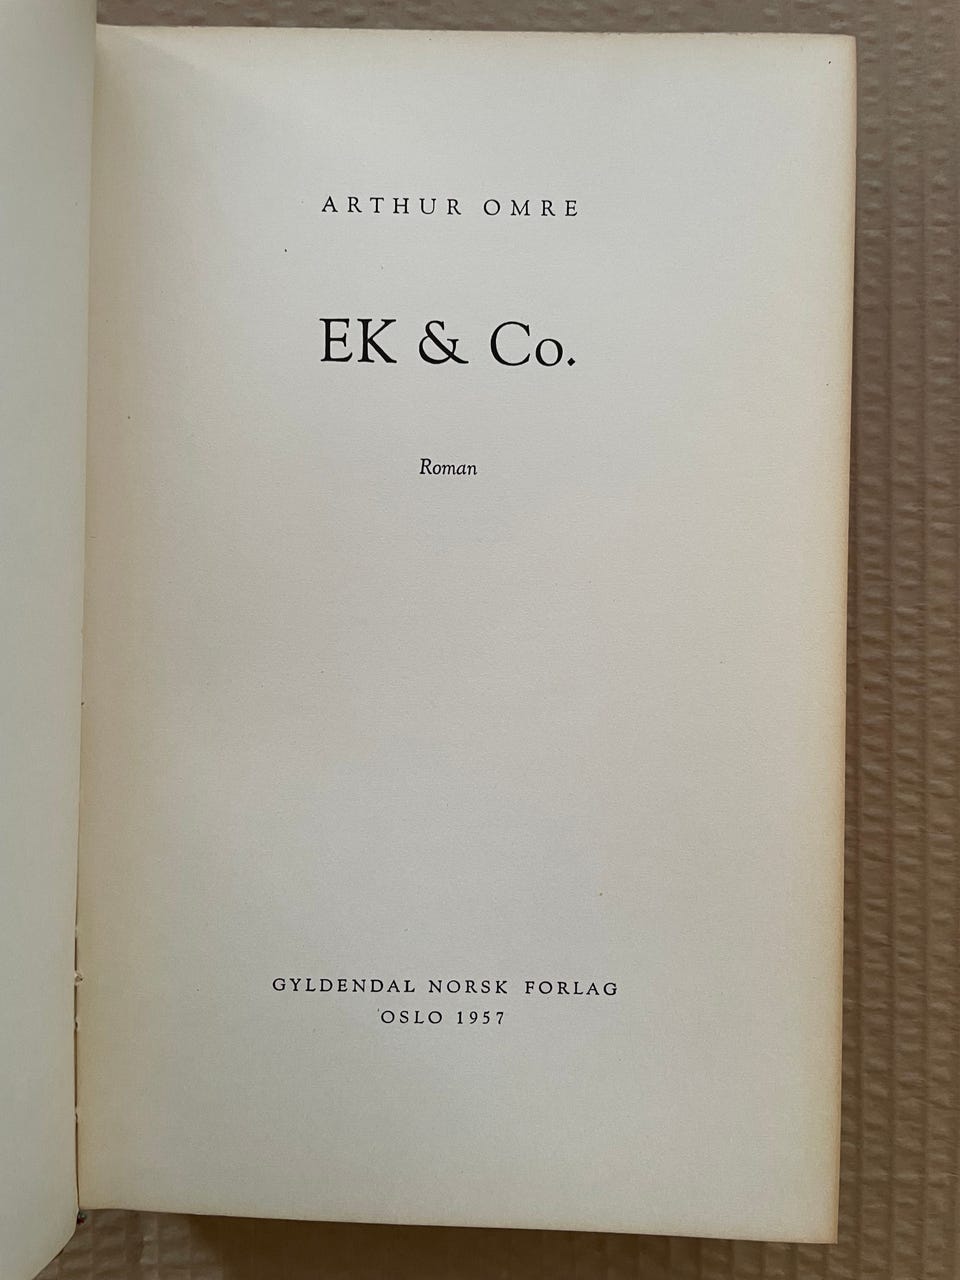 ARTHUR OMRE
EK & Co.
Roman
GYLDENDAL NORSK FORLAG
OSLO 1957